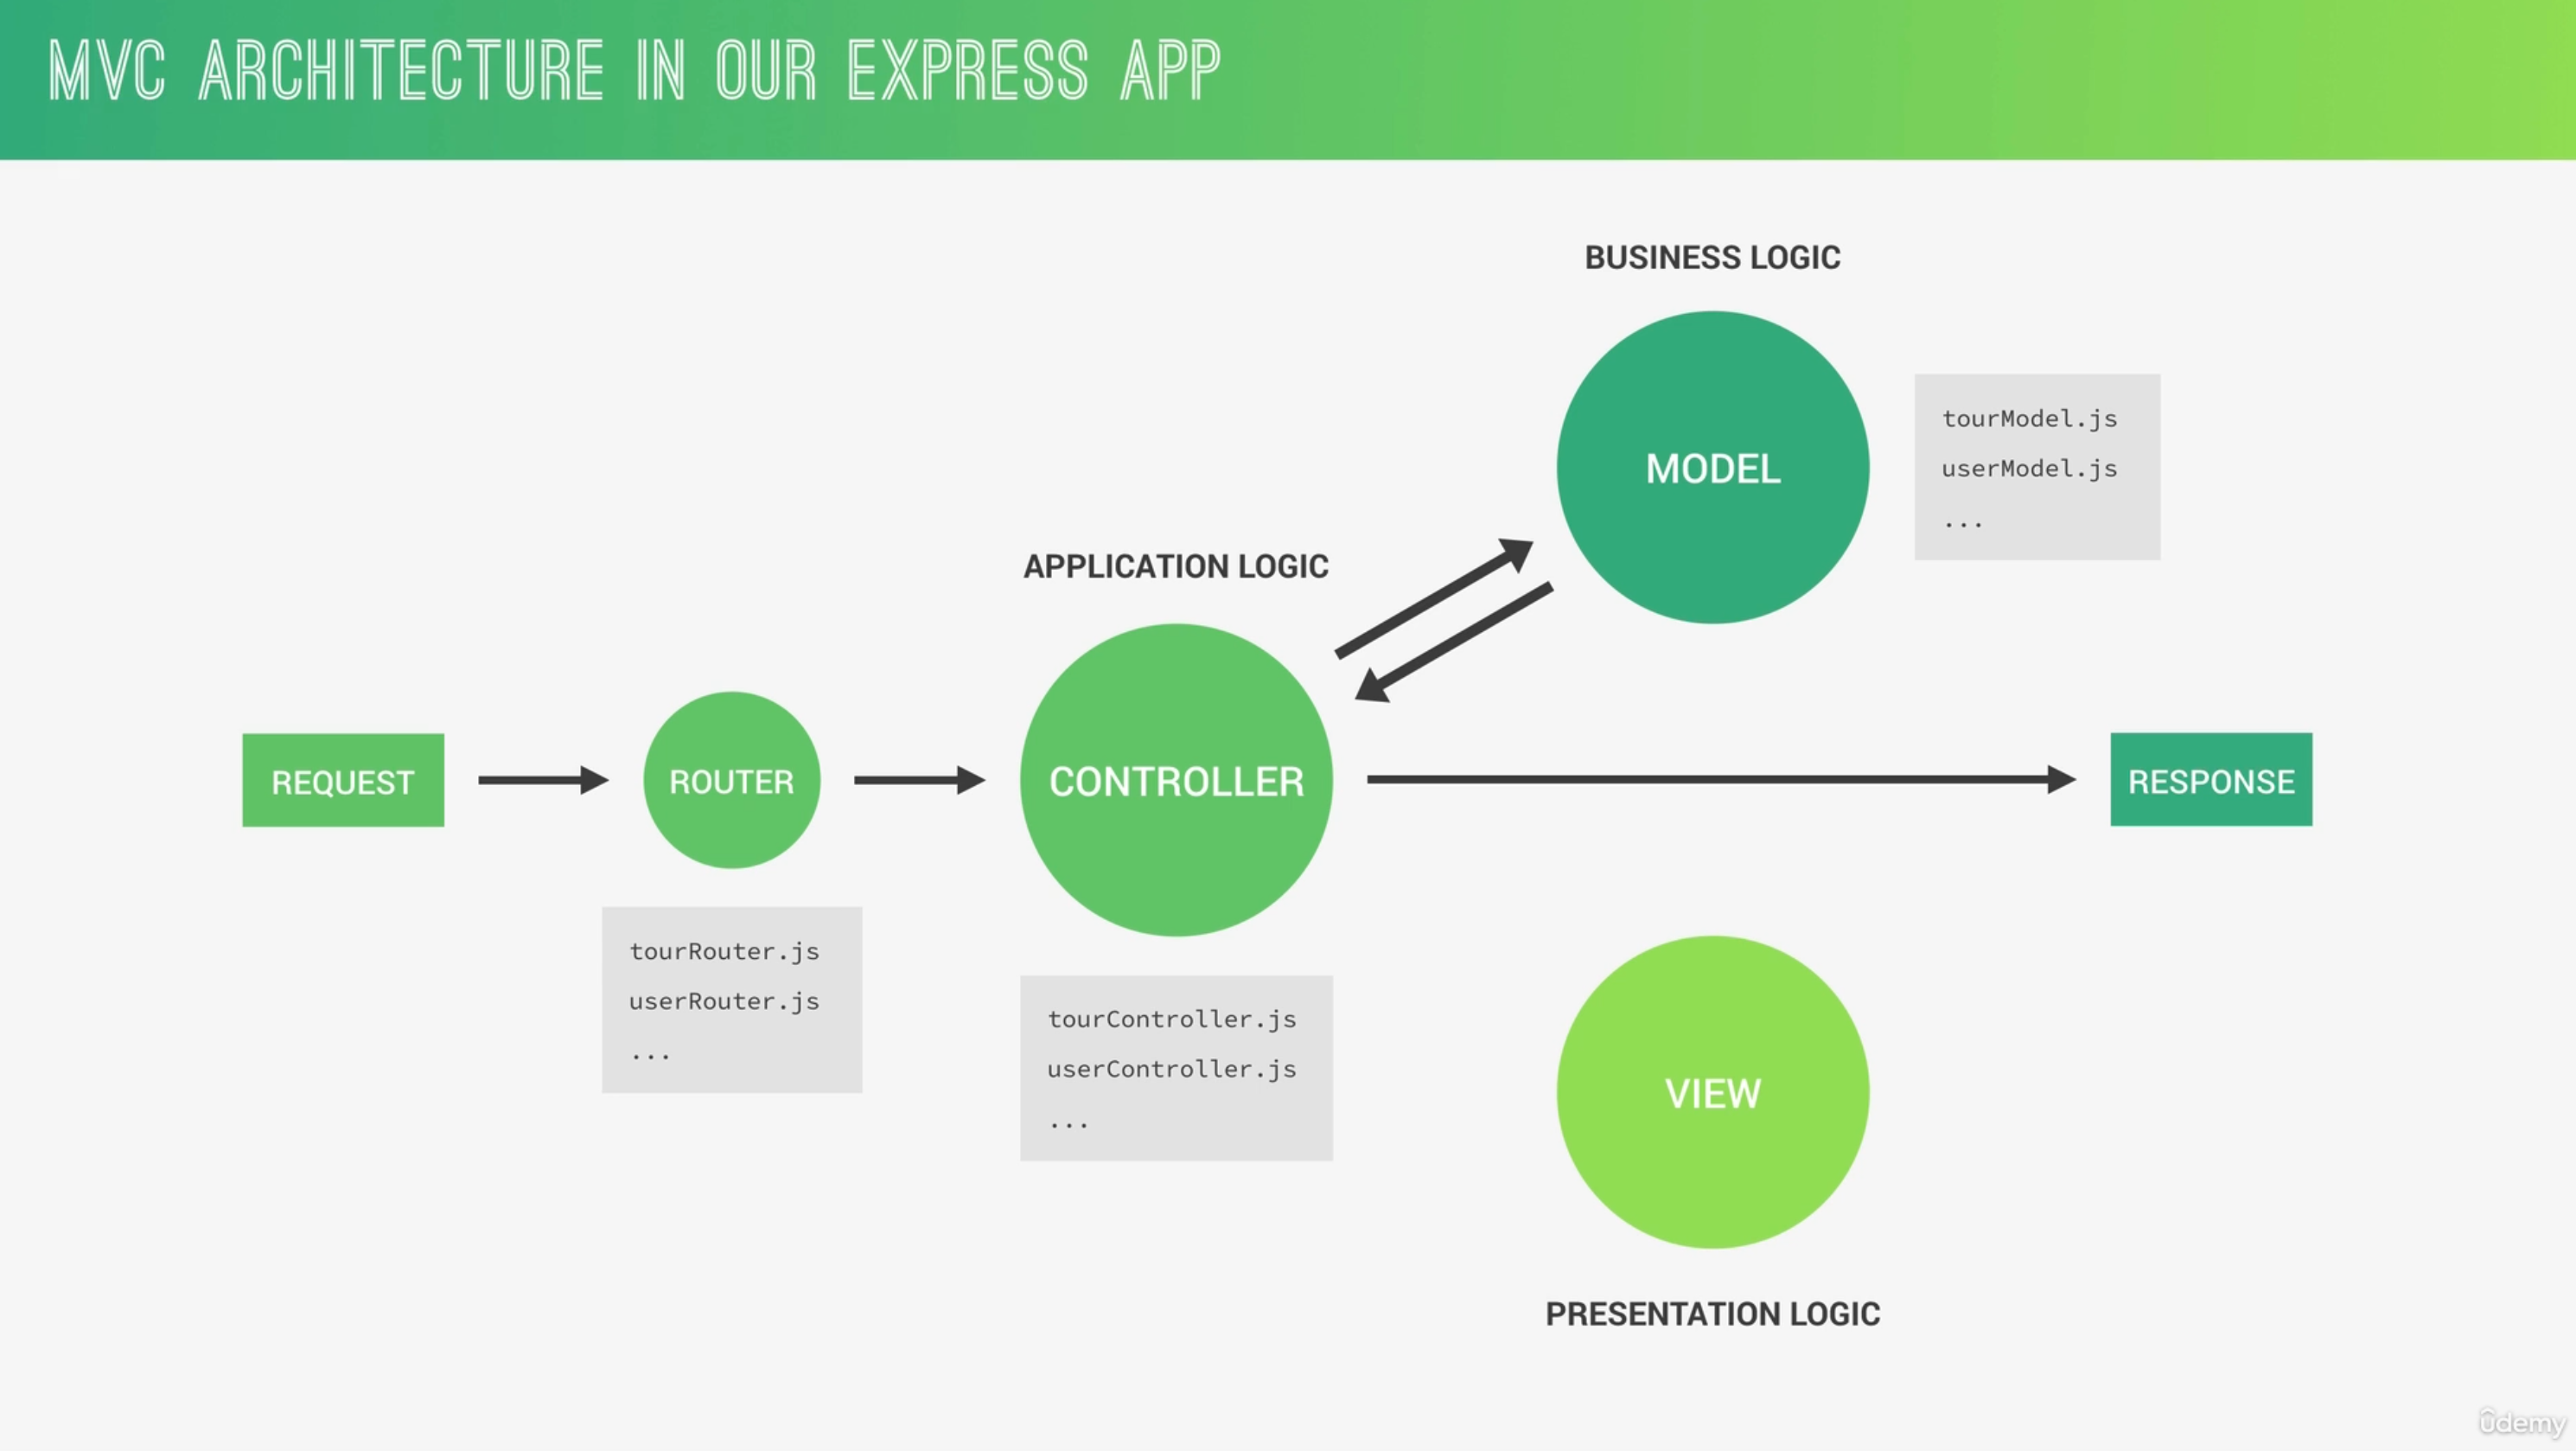 MVC ARCHITECTURE IN OUR EXPRESS APP
BUSINESS LOGIC
MODEL
tourModel.js
userModel.js
...
APPLICATION LOGIC
REQUEST
ROUTER
CONTROLLER
RESPONSE
tourRouter.js
userRouter.js
...
tourController.js
userController.js
...
VIEW
PRESENTATION LOGIC
ûdemy